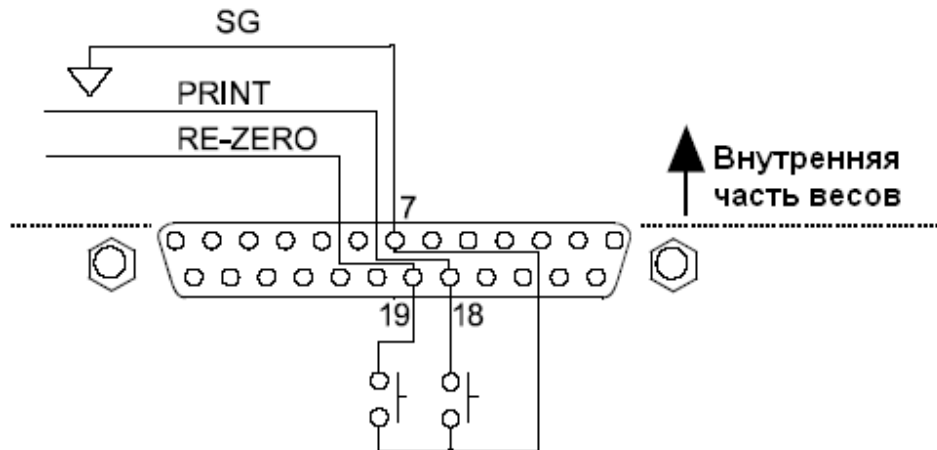 SG
PRINT
RE-ZERO
Внутренняя
часть весов
7
19
18